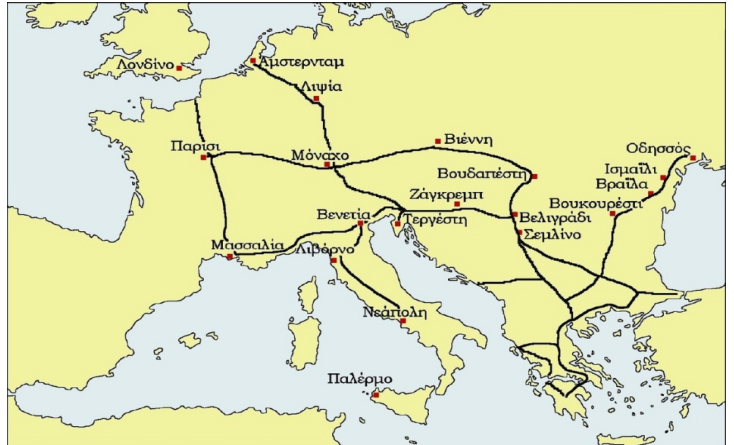 Λονδίνο
Άμστερνταμ
Λιψία
Παρίσι
Μόναχο
Βιέννη
Οδησσός
Ισμαΐλι
Βραΐλα
Βουδαπέστη
Ζάγκρεμπ
Βουκουρέστι
Βενετία
Τεργέστη
Βελιγράδι
Σεμλίνο
Μασσαλία
Λιβόρνο
Νεάπολη
Παλέρμο